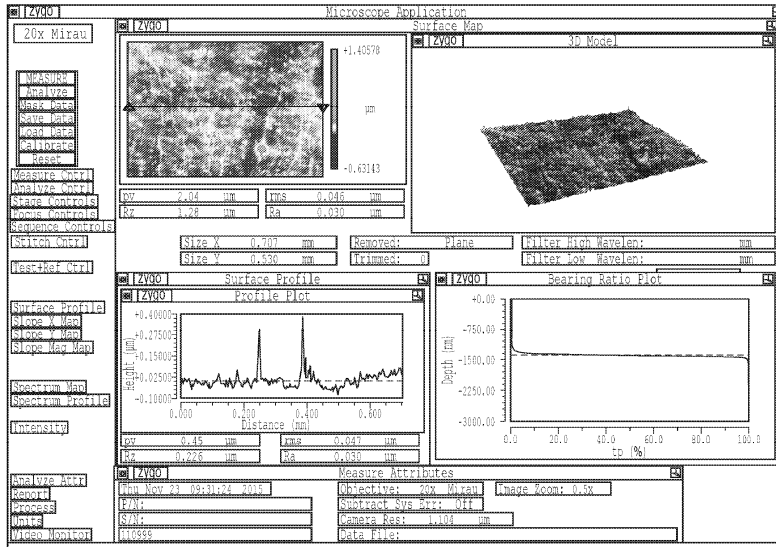 zygo Microscope Application
20x Mirau
MEASURE
Analyze
Mask Data
Save Data
Load Data
Calibrate
Reset
Measure Cntrl
Analyze Cntrl
Stage Controls
Focus Controls
Sequence Controls
Stitch Cntrl
Test+Ref Ctrl
Surface Profile
Slope X Map
Slope Y Map
Slope Mag Map
Spectrum Map
Spectrum Profile
Intensity
Analyze Attr
Report
Process
Units
Video Monitor
zygo Surface Map
+1.40578
µm
-0.63143
PV 2.04 µm
rms 0.046 µm
Rz 1.28 µm
Ra 0.030 µm
zygo 3D Model
Size X 0.707 mm
Size Y 0.530 mm
Removed: Plane
Trimmed: 0
Filter High Wavelen: mm
Filter Low Wavelen: mm
zygo Surface Profile
zygo Profile Plot
+0.40000
+0.27500
+0.15000
+0.02500
-0.10000
Height (µm)
0.000 0.200 0.400 0.600
Distance (mm)
PV 0.45 µm
rms 0.047 µm
Rz 0.226 µm
Ra 0.030 µm
zygo Bearing Ratio Plot
+0.00
-750.00
-1500.00
-2250.00
-3000.00
Depth (nm)
0.0 20.0 40.0 60.0 80.0 100.0
tp (%)
zygo Measure Attributes
Thu Nov 23 09:31:24 2015
P/N:
S/N:
110999
Objective: 20x Mirau
Image Zoom: 0.5x
Subtract Sys Err: Off
Camera Res: 1.104 µm
Data File: